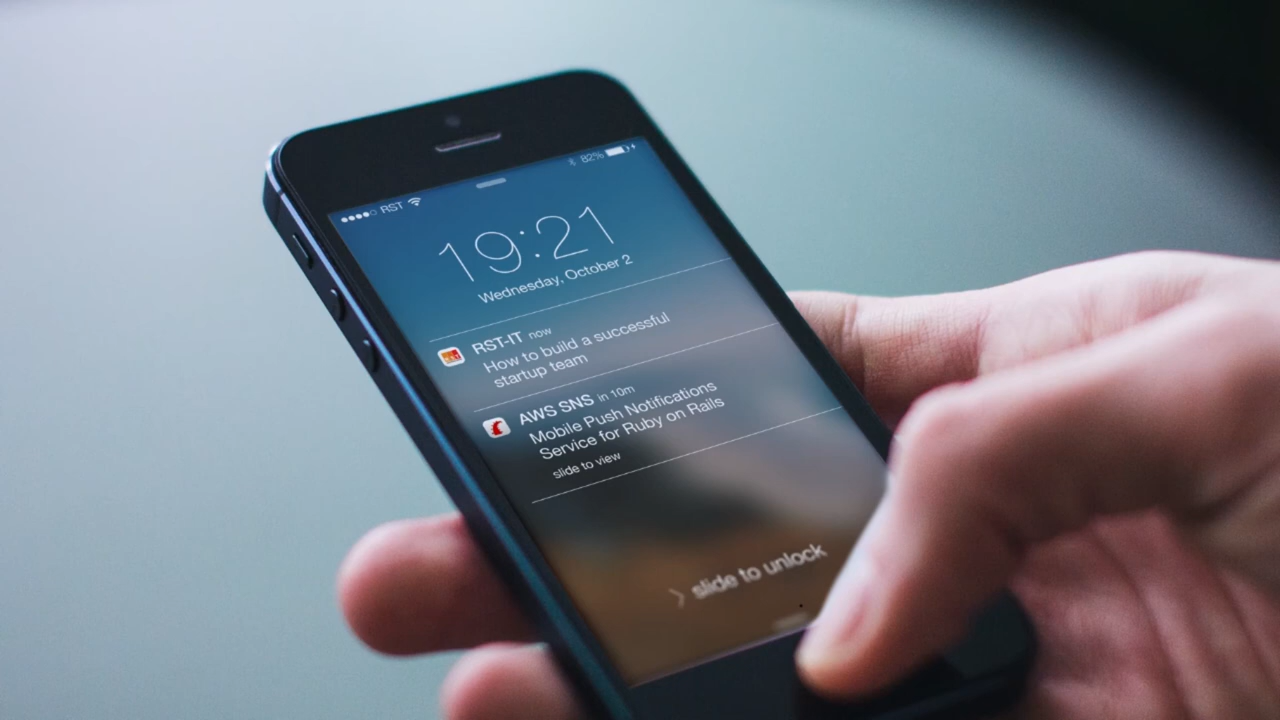 RST 82%
19:21
Wednesday, October 2
RST-IT now
How to build a successful
startup team
AWS SNS in 10m
Mobile Push Notifications
Service for Ruby on Rails
slide to view
> slide to unlock